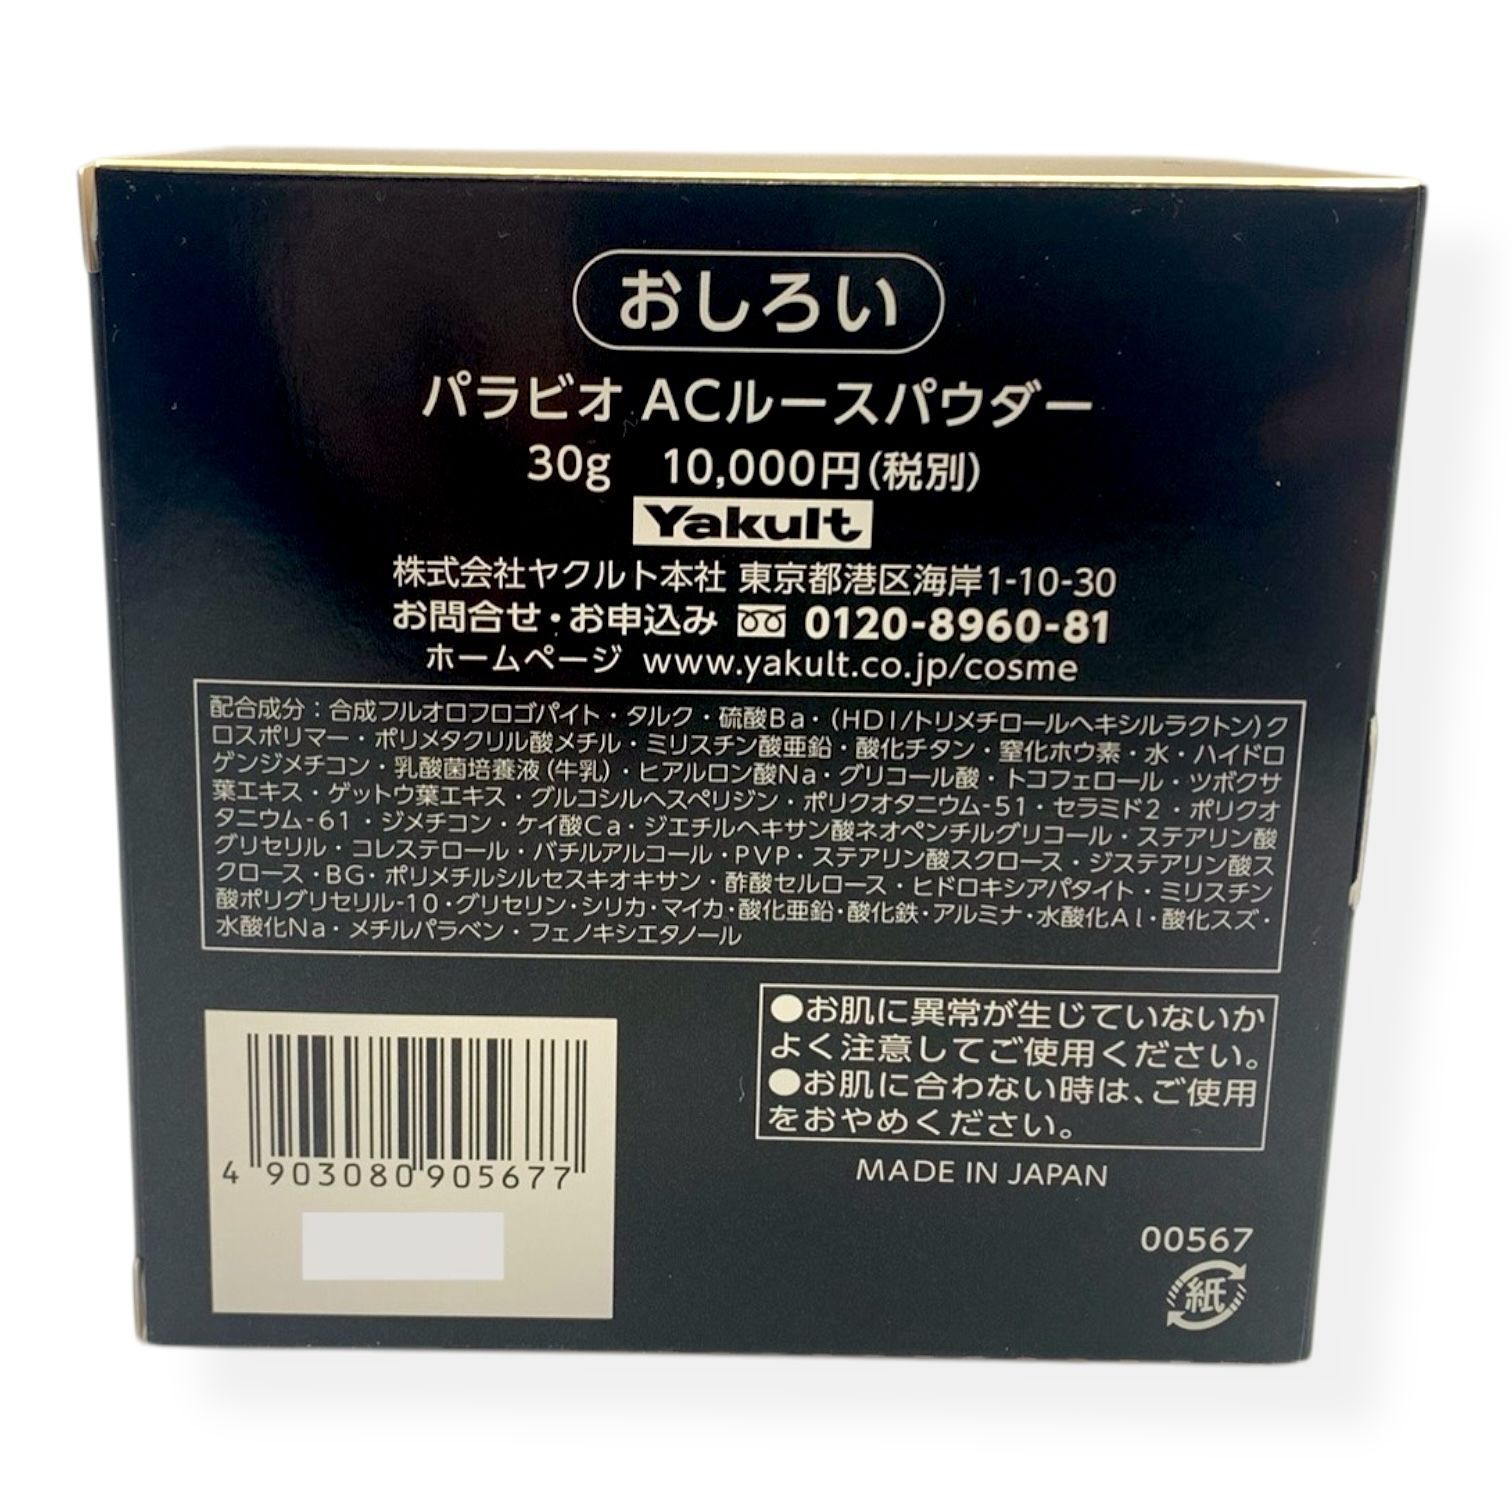 おしろい
パラビオ ACルースパウダー
30g 10,000円(税別)
Yakult
株式会社ヤクルト本社 東京都港区海岸1-10-30
お問合せ・お申込み 0120-8960-81
ホームページ www.yakult.co.jp/cosme
配合成分：合成フルオロフロゴパイト・タルク・硫酸Ba・(HDI/トリメチロールヘキシルラクトン)ク
ロスポリマー・ポリメタクリル酸メチル・ミリスチン酸亜鉛・酸化チタン・窒化ホウ素・水・ハイドロ
ゲンジメチコン・乳酸菌培養液(牛乳)・ヒアルロン酸Na・グリコール酸・トコフェロール・ツボクサ
葉エキス・ゲットウ葉エキス・グルコシルヘスペリジン・ポリクオタニウム-51・セラミド2・ポリクオ
タニウム-61・ジメチコン・ケイ酸Ca・ジエチルヘキサン酸ネオペンチルグリコール・ステアリン酸
グリセリル・コレステロール・バチルアルコール・PVP・ステアリン酸スクロース・ジステアリン酸ス
クロース・BG・ポリメチルシルセスキオキサン・酢酸セルロース・ヒドロキシアパタイト・ミリスチン
酸ポリグリセリル-10・グリセリン・シリカ・マイカ・酸化亜鉛・酸化鉄・アルミナ・水酸化Al・酸化スズ・
水酸化Na・メチルパラベン・フェノキシエタノール
●お肌に異常が生じていないか
よく注意してご使用ください。
●お肌に合わない時は、ご使用
をおやめください。
4 903080 905677
MADE IN JAPAN
00567
紙